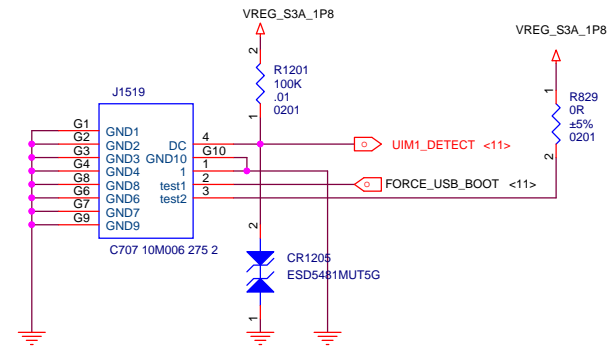 VREG_S3A_1P8
VREG_S3A_1P8
2
R1201
100K
.01
0201
1
1
R829
0R
±5%
0201
2
J1519
G1 GND1
G2 GND2 DC 4 UIM1_DETECT <11>
G3 GND3 GND10 G10
G4 GND4 1 1
G8 GND8 test1 2 FORCE_USB_BOOT <11>
G6 GND6 test2 3
G7 GND7
G9 GND9
C707 10M006 275 2
2
CR1205
ESD5481MUT5G
1